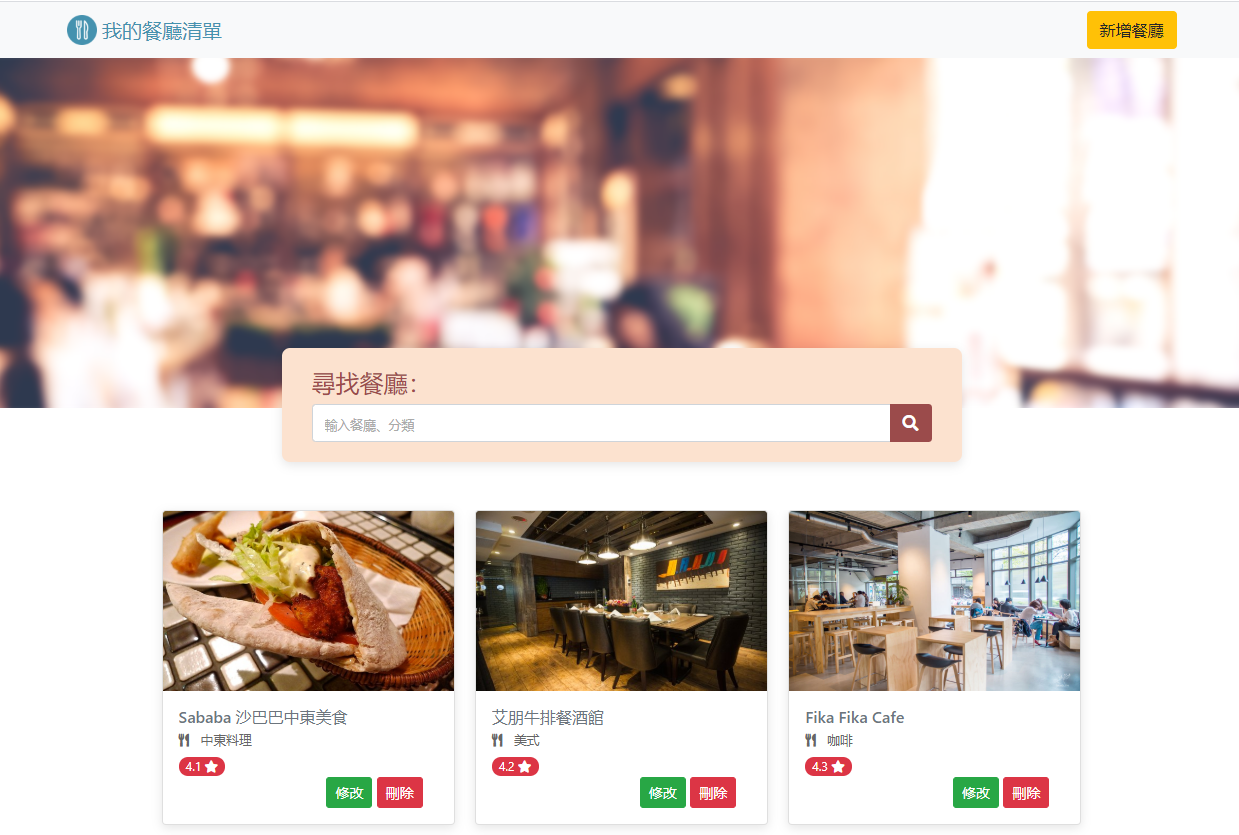 我的餐廳清單
新增餐廳
尋找餐廳：
輸入餐廳、分類
Sababa 沙巴巴中東美食
中東料理
4.1
修改 刪除
艾朋牛排餐酒館
美式
4.2
修改 刪除
Fika Fika Cafe
咖啡
4.3
修改 刪除